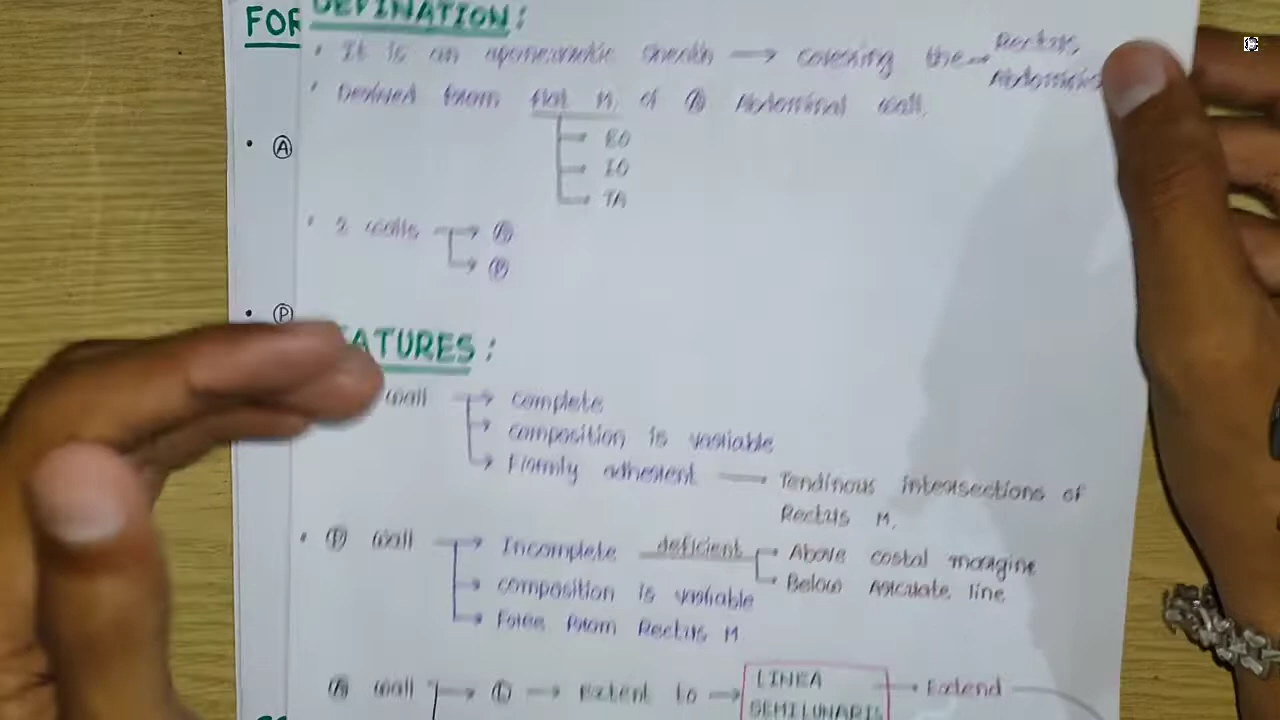 FOR
DEFINATION:
• It is an aponeurotic sheath → covering the → Rectus, Abdominis
• Derived from flat M. of Ⓐ Abdominal wall.
→ EO
→ IO
→ TA
• Ⓐ
• 2 walls → Ⓐ
→ Ⓟ
• Ⓟ
FEATURES:
wall → complete
→ composition is variable
→ Firmly adherent — Tendinous intersections of
Rectus M.
• Ⓟ wall → Incomplete deficient → Above costal margine
→ Below Arcuate line
→ composition is variable
→ Free From Rectus M
Ⓐ wall → Ⓛ → Extent to → LINEA → Extend
SEMILUNARIS